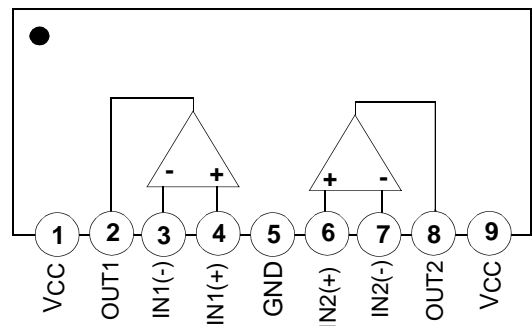 - +
+ -
1 2 3 4 5 6 7 8 9
VCC OUT1 IN1(-) IN1(+) GND IN2(+) IN2(-) OUT2 VCC